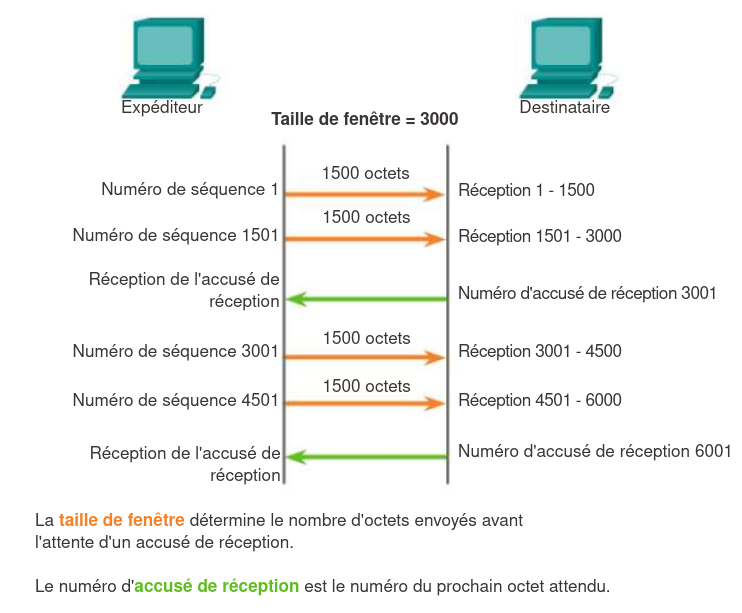 Expéditeur
Destinataire
Taille de fenêtre = 3000
1500 octets
Numéro de séquence 1
Réception 1 - 1500
1500 octets
Numéro de séquence 1501
Réception 1501 - 3000
Réception de l'accusé de
réception
Numéro d'accusé de réception 3001
1500 octets
Numéro de séquence 3001
Réception 3001 - 4500
1500 octets
Numéro de séquence 4501
Réception 4501 - 6000
Réception de l'accusé de
réception
Numéro d'accusé de réception 6001
La taille de fenêtre détermine le nombre d'octets envoyés avant
l'attente d'un accusé de réception.
Le numéro d'accusé de réception est le numéro du prochain octet attendu.